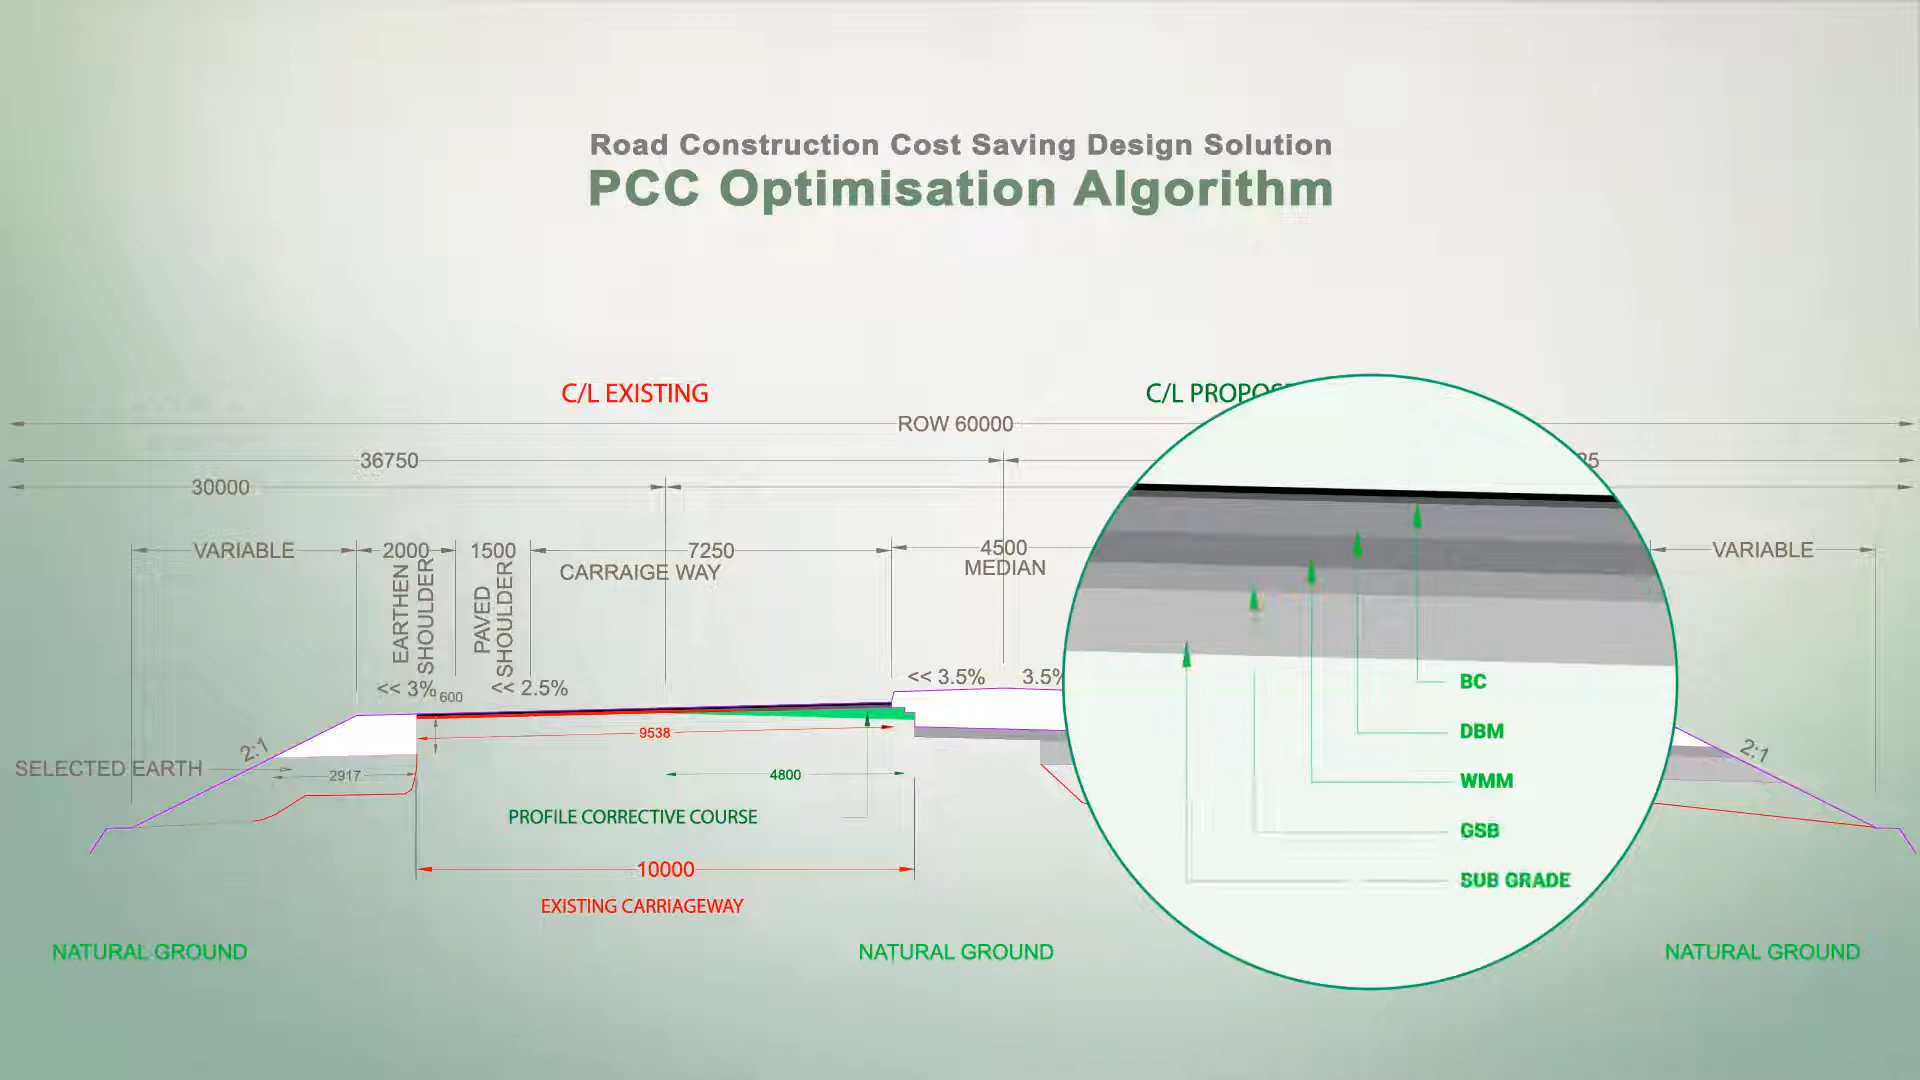 Road Construction Cost Saving Design Solution
PCC Optimisation Algorithm
C/L EXISTING
C/L PROPOS
ROW 60000
36750
25
30000
VARIABLE
2000
1500
7250
4500
VARIABLE
CARRAIGE WAY
MEDIAN
EARTHEN
SHOULDER
PAVED
SHOULDER
<< 3%
600
<< 2.5%
<< 3.5%
3.5%
BC
9538
DBM
2:1
2:1
SELECTED EARTH
2917
4800
WMM
PROFILE CORRECTIVE COURSE
GSB
10000
SUB GRADE
EXISTING CARRIAGEWAY
NATURAL GROUND
NATURAL GROUND
NATURAL GROUND